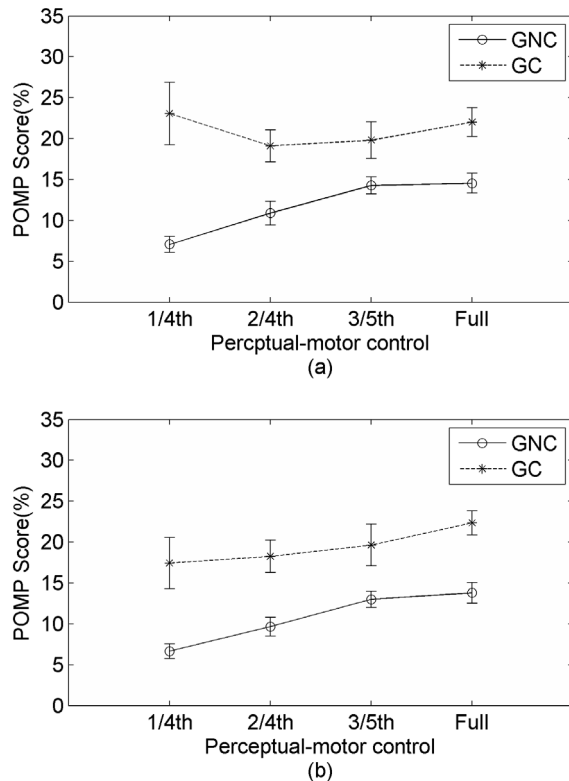 35
30
25
20
15
10
5
0
POMP Score(%)
GNC
GC
1/4th 2/4th 3/5th Full
Percptual-motor control
(a)
35
30
25
20
15
10
5
0
POMP Score(%)
GNC
GC
1/4th 2/4th 3/5th Full
Perceptual-motor control
(b)